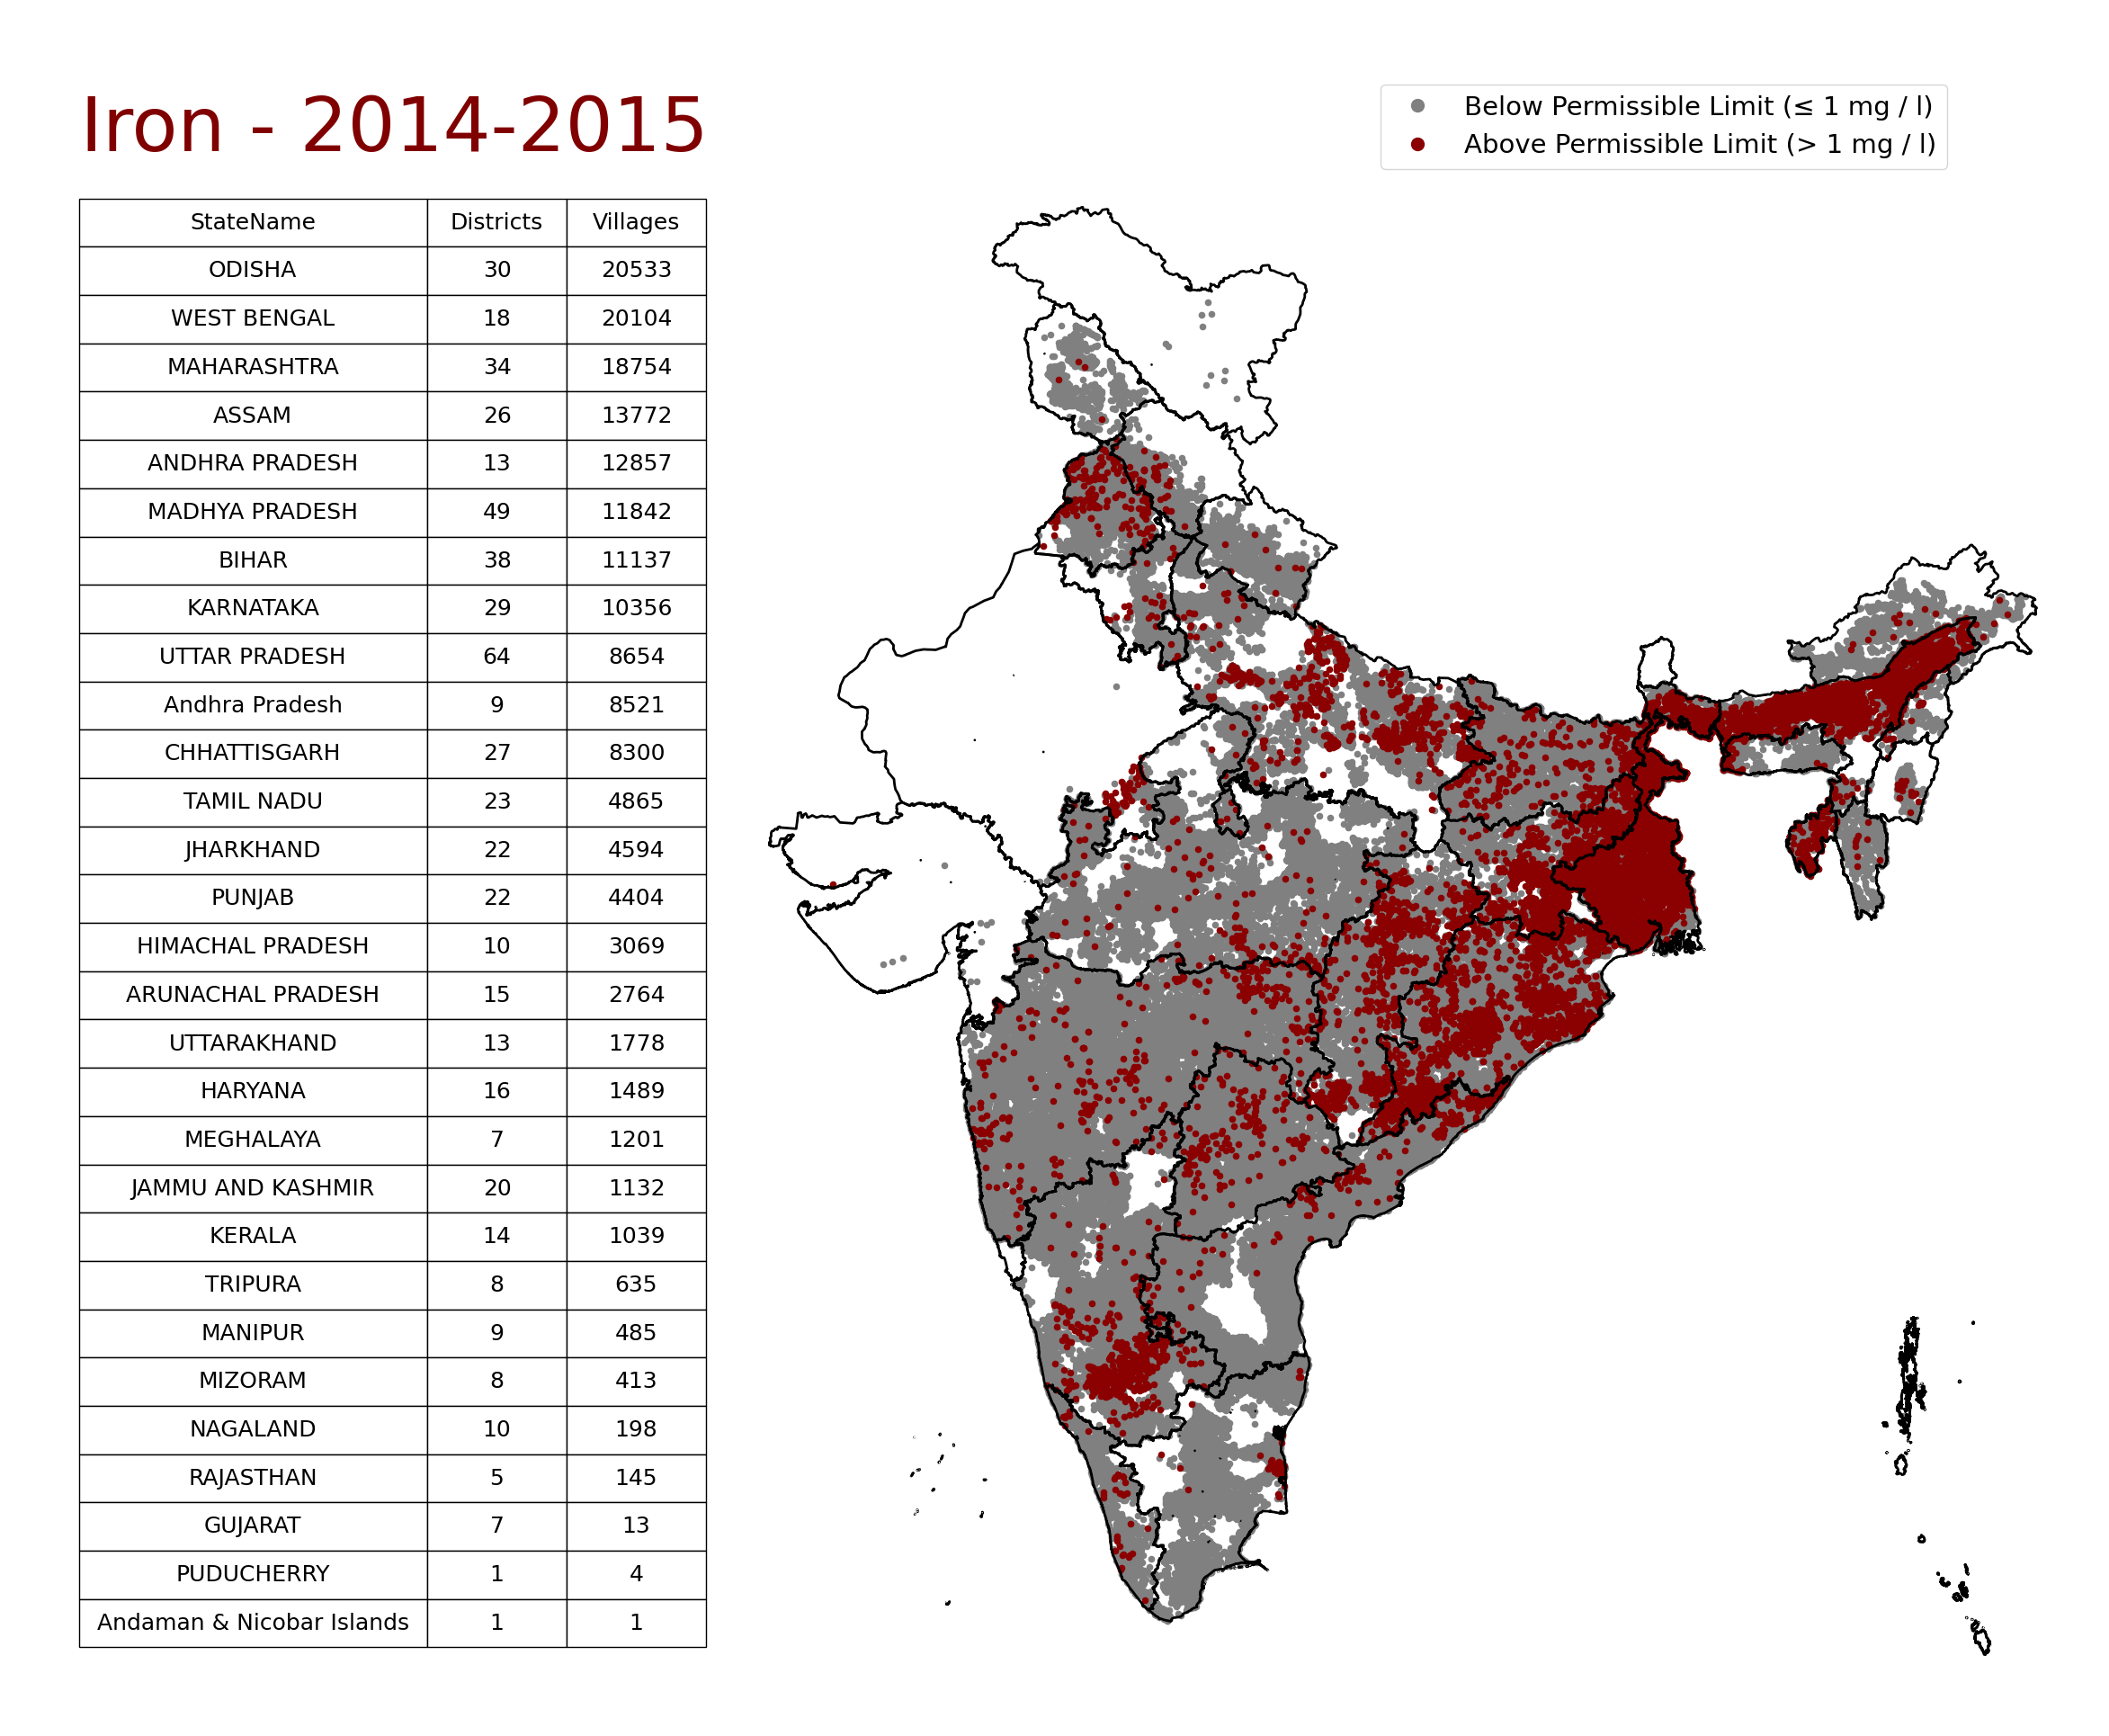 Iron - 2014-2015
Below Permissible Limit (≤ 1 mg / l)
Above Permissible Limit (> 1 mg / l)
StateName Districts Villages
ODISHA 30 20533
WEST BENGAL 18 20104
MAHARASHTRA 34 18754
ASSAM 26 13772
ANDHRA PRADESH 13 12857
MADHYA PRADESH 49 11842
BIHAR 38 11137
KARNATAKA 29 10356
UTTAR PRADESH 64 8654
Andhra Pradesh 9 8521
CHHATTISGARH 27 8300
TAMIL NADU 23 4865
JHARKHAND 22 4594
PUNJAB 22 4404
HIMACHAL PRADESH 10 3069
ARUNACHAL PRADESH 15 2764
UTTARAKHAND 13 1778
HARYANA 16 1489
MEGHALAYA 7 1201
JAMMU AND KASHMIR 20 1132
KERALA 14 1039
TRIPURA 8 635
MANIPUR 9 485
MIZORAM 8 413
NAGALAND 10 198
RAJASTHAN 5 145
GUJARAT 7 13
PUDUCHERRY 1 4
Andaman & Nicobar Islands 1 1